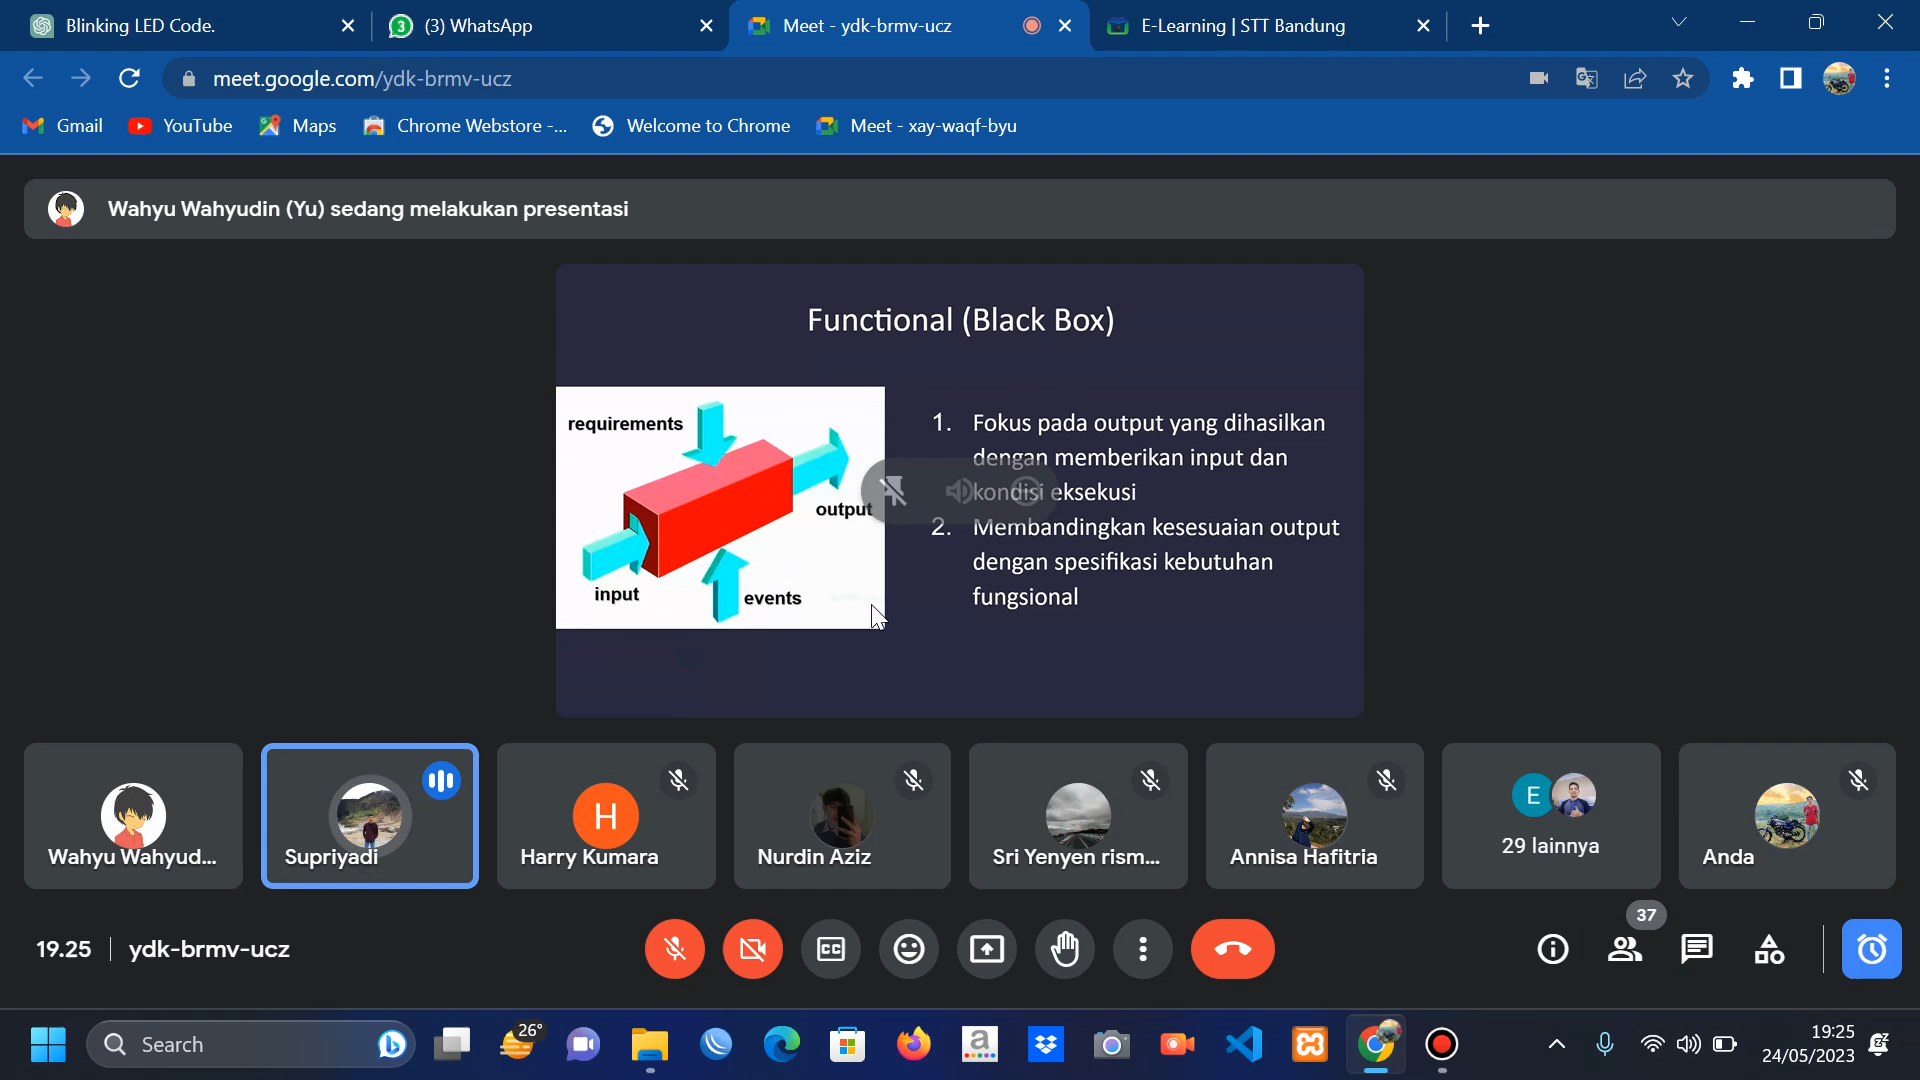 Blinking LED Code.
3
(3) WhatsApp
Meet - ydk-brmv-ucz
E-Learning | STT Bandung
meet.google.com/ydk-brmv-ucz
Gmail
YouTube
Maps
Chrome Webstore -...
Welcome to Chrome
Meet - xay-waqf-byu
Wahyu Wahyudin (Yu) sedang melakukan presentasi
Functional (Black Box)
requirements
output
input
events
1. Fokus pada output yang dihasilkan
dengan memberikan input dan
kondisi eksekusi
2. Membandingkan kesesuaian output
dengan spesifikasi kebutuhan
fungsional
Wahyu Wahyud...
Supriyadi
H
Harry Kumara
Nurdin Aziz
Sri Yenyen rism...
Annisa Hafitria
E
29 lainnya
Anda
37
19.25
ydk-brmv-ucz
CC
Search
26°
a
19:25
24/05/2023